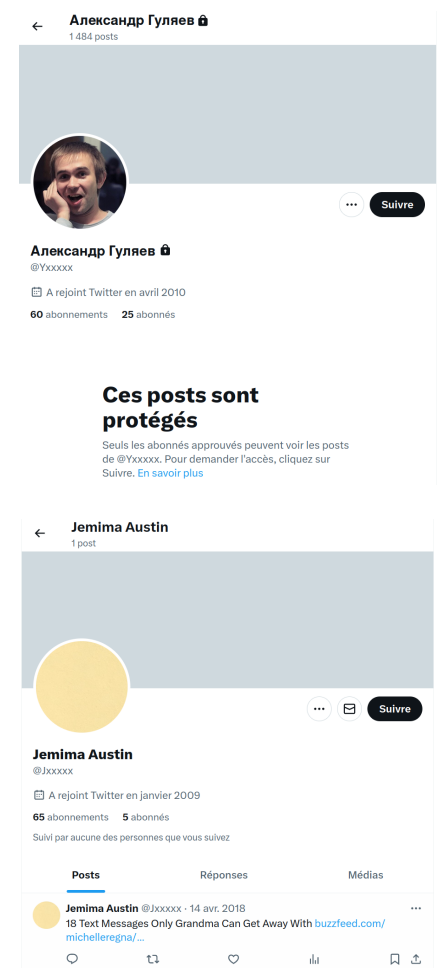 Александр Гуляев
1 484 posts
Suivre
Александр Гуляев
@Yxxxxx
A rejoint Twitter en avril 2010
60 abonnements 25 abonnés
Ces posts sont
protégés
Seuls les abonnés approuvés peuvent voir les posts
de @Yxxxxx. Pour demander l'accès, cliquez sur
Suivre. En savoir plus
Jemima Austin
1 post
Suivre
Jemima Austin
@Jxxxxx
A rejoint Twitter en janvier 2009
65 abonnements 5 abonnés
Suivi par aucune des personnes que vous suivez
Posts Réponses Médias
Jemima Austin @Jxxxxx · 14 avr. 2018
18 Text Messages Only Grandma Can Get Away With buzzfeed.com/
michelleregna/...